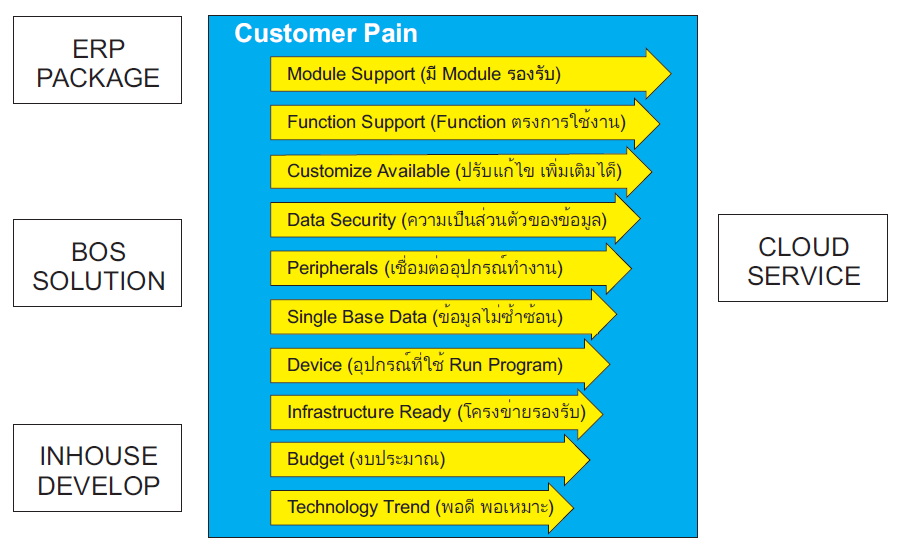 ERP
PACKAGE
BOS
SOLUTION
INHOUSE
DEVELOP
Customer Pain
Module Support (มี Module รองรับ)
Function Support (Function ตรงการใช้งาน)
Customize Available (ปรับแก้ไข เพิ่มเติมได้)
Data Security (ความเป็นส่วนตัวของข้อมูล)
Peripherals (เชื่อมต่ออุปกรณ์ทำงาน)
Single Base Data (ข้อมูลไม่ซ้ำซ้อน)
Device (อุปกรณ์ที่ใช้ Run Program)
Infrastructure Ready (โครงข่ายรองรับ)
Budget (งบประมาณ)
Technology Trend (พอดี พอเหมาะ)
CLOUD
SERVICE